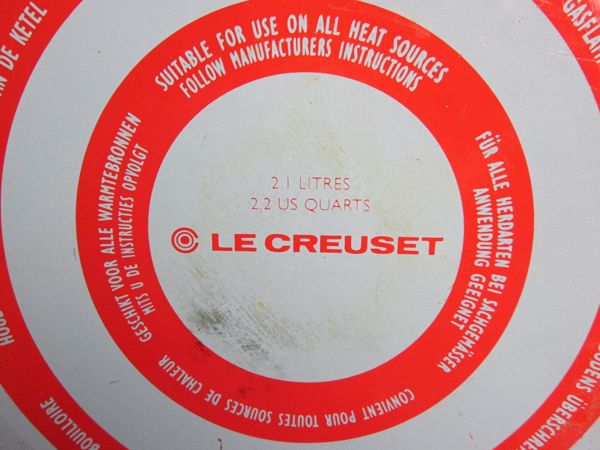 SUITABLE FOR USE ON ALL HEAT SOURCES
FOLLOW MANUFACTURERS INSTRUCTIONS
2.1 LITRES
2.2 US QUARTS
LE CREUSET
FÜR ALLE HERDARTEN BEI SACHGEMÄSSER
ANWENDUNG GEEIGNET
CONVIENT POUR TOUTES SOURCES DE CHALEUR
GESCHIKT VOOR ALLE WARMTEBRONNEN
MITS U DE INSTRUCTIES OPVOLGT
DE KETEL
BOUILLOIRE